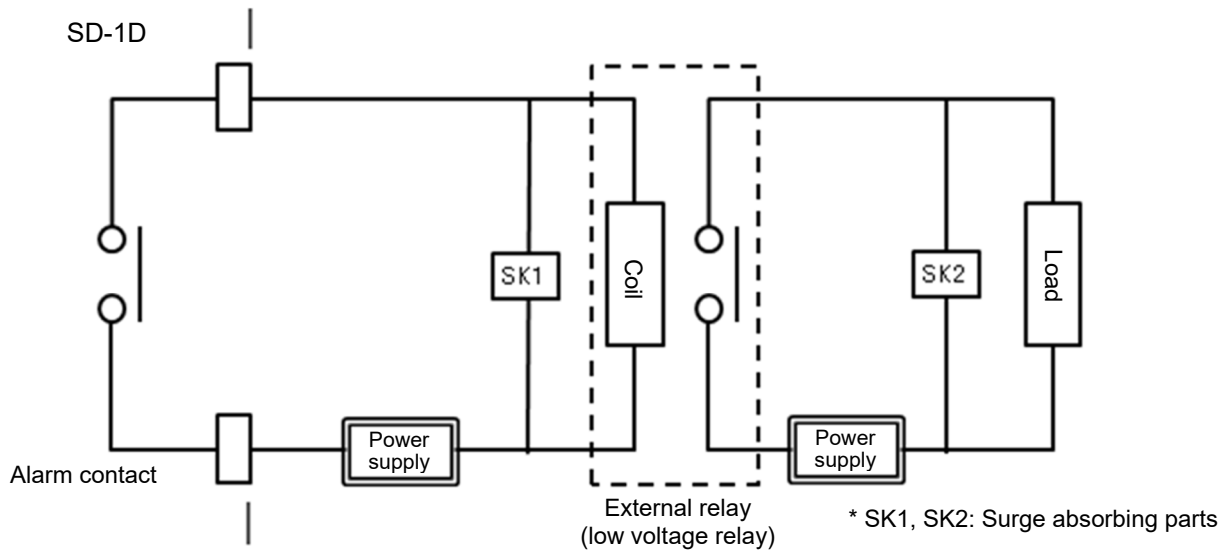 SD-1D
SK1
Coil
SK2
Load
Power
supply
Power
supply
Alarm contact
External relay
(low voltage relay)
* SK1, SK2: Surge absorbing parts